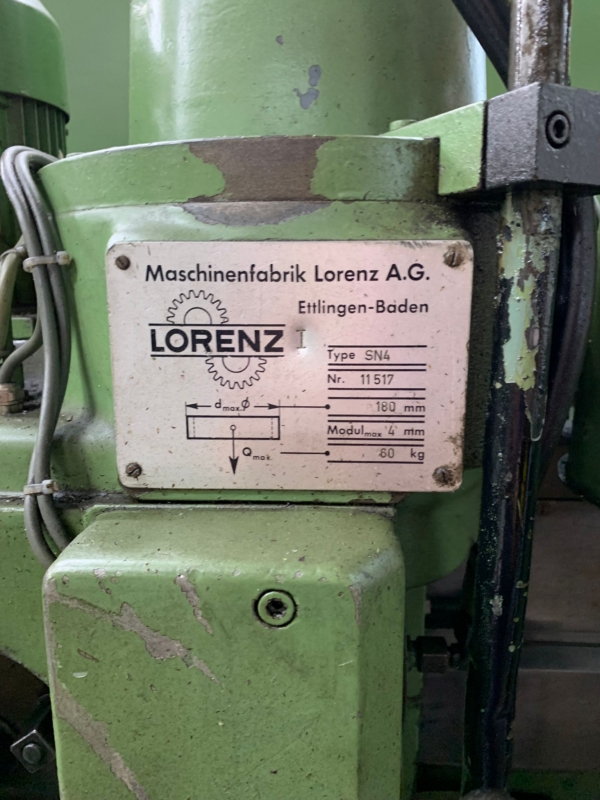 Maschinenfabrik Lorenz A.G.
Ettlingen-Baden
LORENZ I
Type SN4
Nr. 11517
dmax.Ø 180 mm
Modulmax 4 mm
Qmax 60 kg